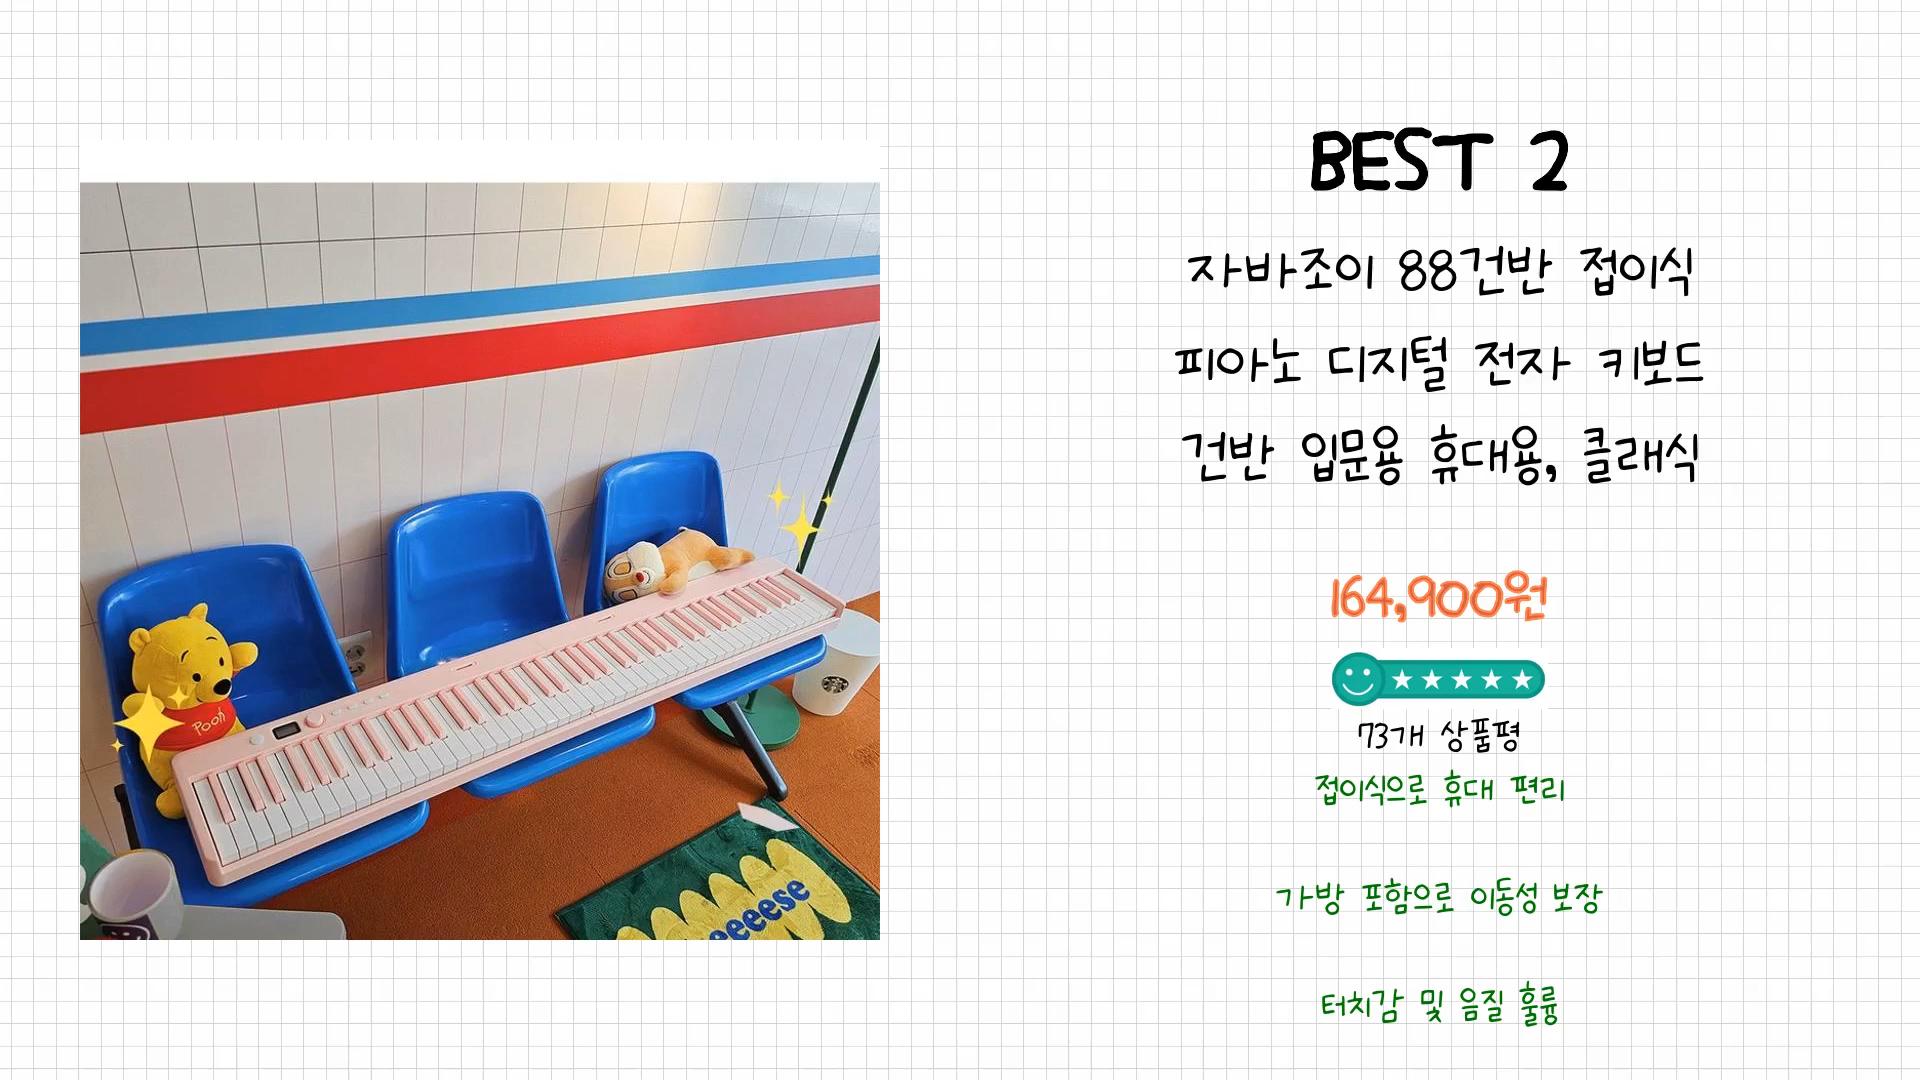 BEST 2
자바조이 88건반 접이식
피아노 디지털 전자 키보드
건반 입문용 휴대용, 클래식
164,900원
73개 상품평
접이식으로 휴대 편리
가방 포함으로 이동성 보장
터치감 및 음질 훌륭
Pooh
eeeese